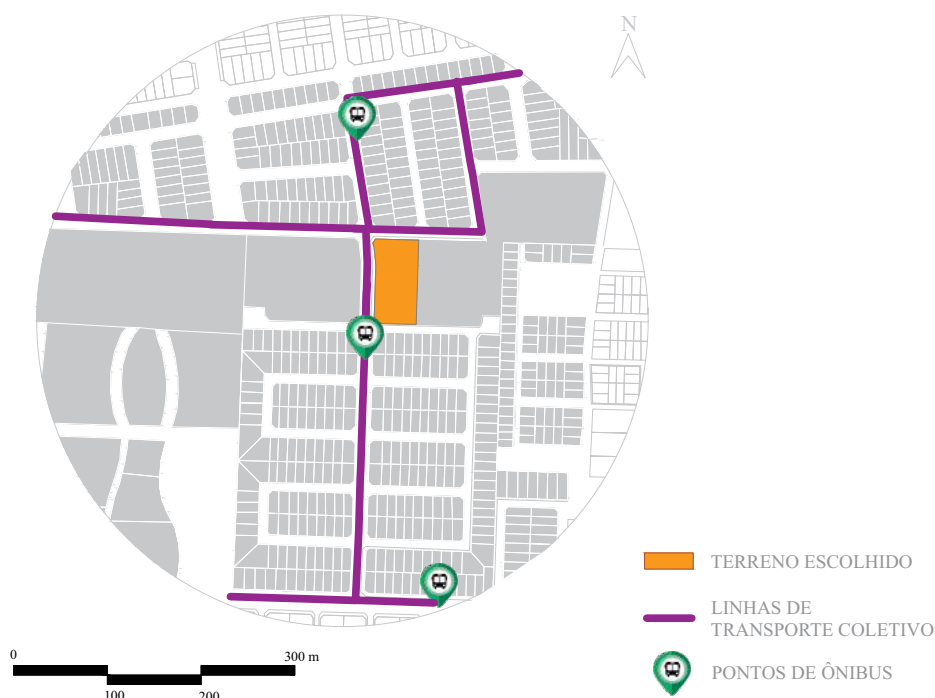 N
TERRENO ESCOLHIDO
LINHAS DE
TRANSPORTE COLETIVO
PONTOS DE ÔNIBUS
0
300 m
100
200